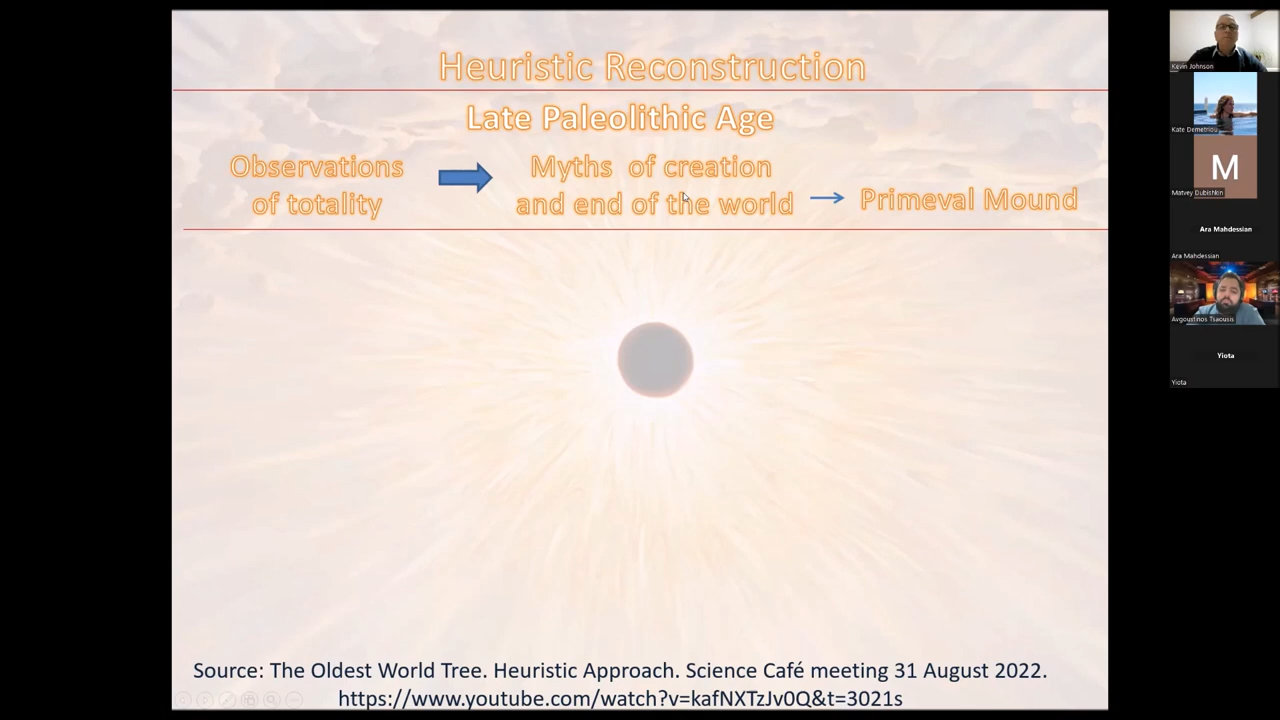 Heuristic Reconstruction
Late Paleolithic Age
Observations
of totality
Myths of creation
and end of the world
Primeval Mound
Source: The Oldest World Tree. Heuristic Approach. Science Café meeting 31 August 2022.
https://www.youtube.com/watch?v=kafNXTzJv0Q&t=3021s
Kevin Johnson
Kate Demetriou
M
Matvey Dubishkin
Ara Mahdessian
Ara Mahdessian
Avgoustinos Tsaousis
Yiota
Yiota